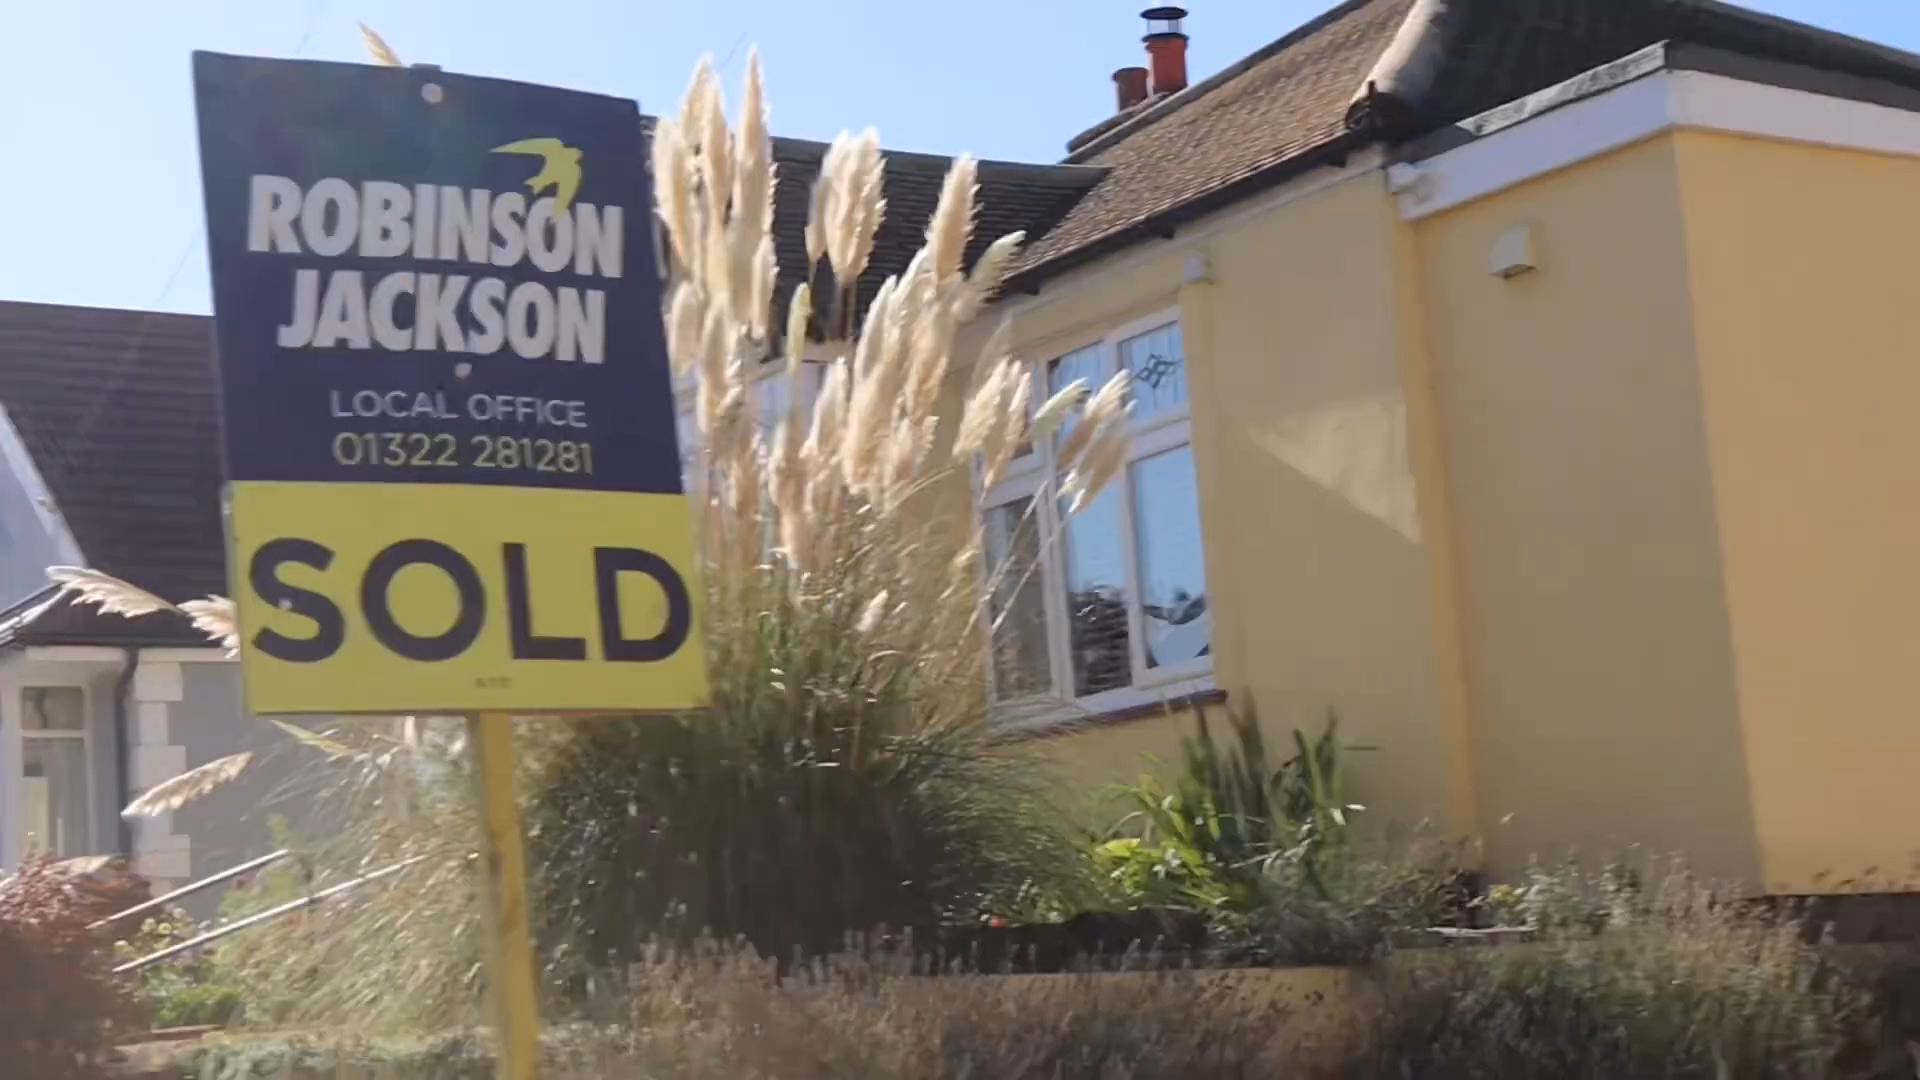 ROBINSON
JACKSON
LOCAL OFFICE
01322 281281
SOLD